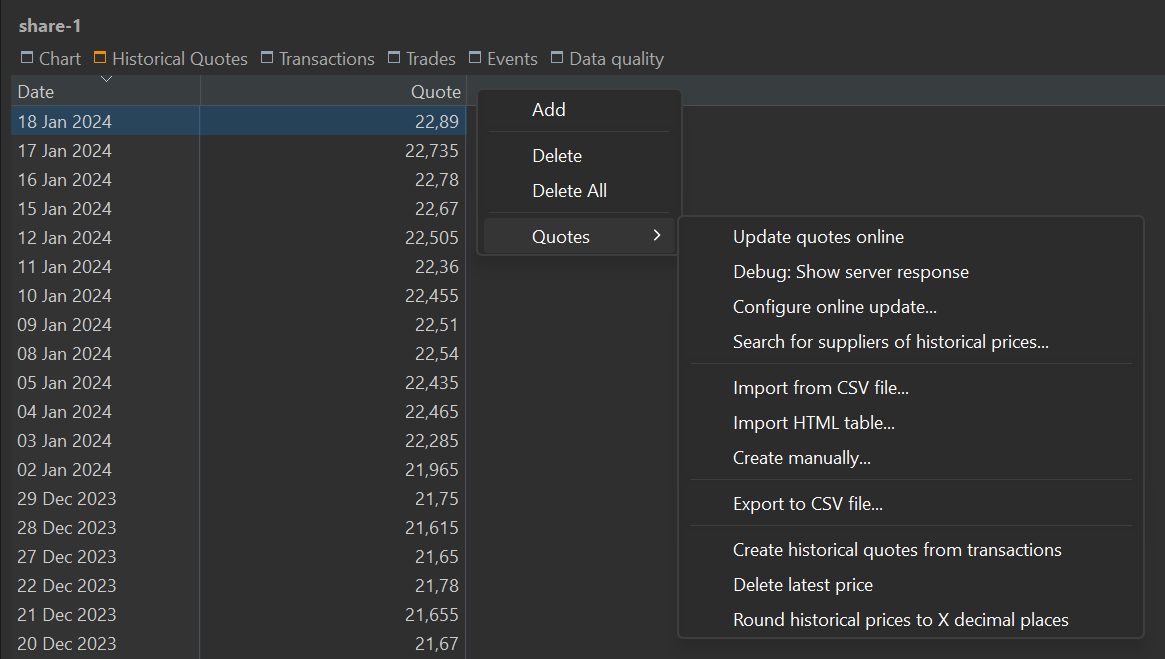 share-1
Chart Historical Quotes Transactions Trades Events Data quality
Date Quote
18 Jan 2024 22,89
17 Jan 2024 22,735
16 Jan 2024 22,78
15 Jan 2024 22,67
12 Jan 2024 22,505
11 Jan 2024 22,36
10 Jan 2024 22,455
09 Jan 2024 22,51
08 Jan 2024 22,54
05 Jan 2024 22,435
04 Jan 2024 22,465
03 Jan 2024 22,285
02 Jan 2024 21,965
29 Dec 2023 21,75
28 Dec 2023 21,615
27 Dec 2023 21,65
22 Dec 2023 21,78
21 Dec 2023 21,655
20 Dec 2023 21,67
Add
Delete
Delete All
Quotes
Update quotes online
Debug: Show server response
Configure online update...
Search for suppliers of historical prices...
Import from CSV file...
Import HTML table...
Create manually...
Export to CSV file...
Create historical quotes from transactions
Delete latest price
Round historical prices to X decimal places